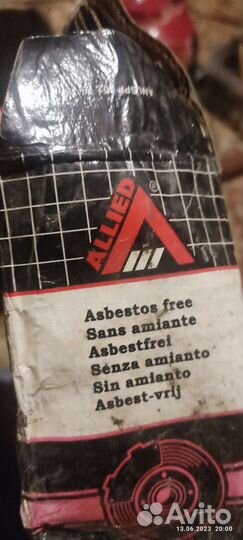 ALLIED
®
Asbestos free
Sans amiante
Asbestfrei
Senza amianto
Sin amianto
Asbest-vrij
Avito
13.06.2023 20:00